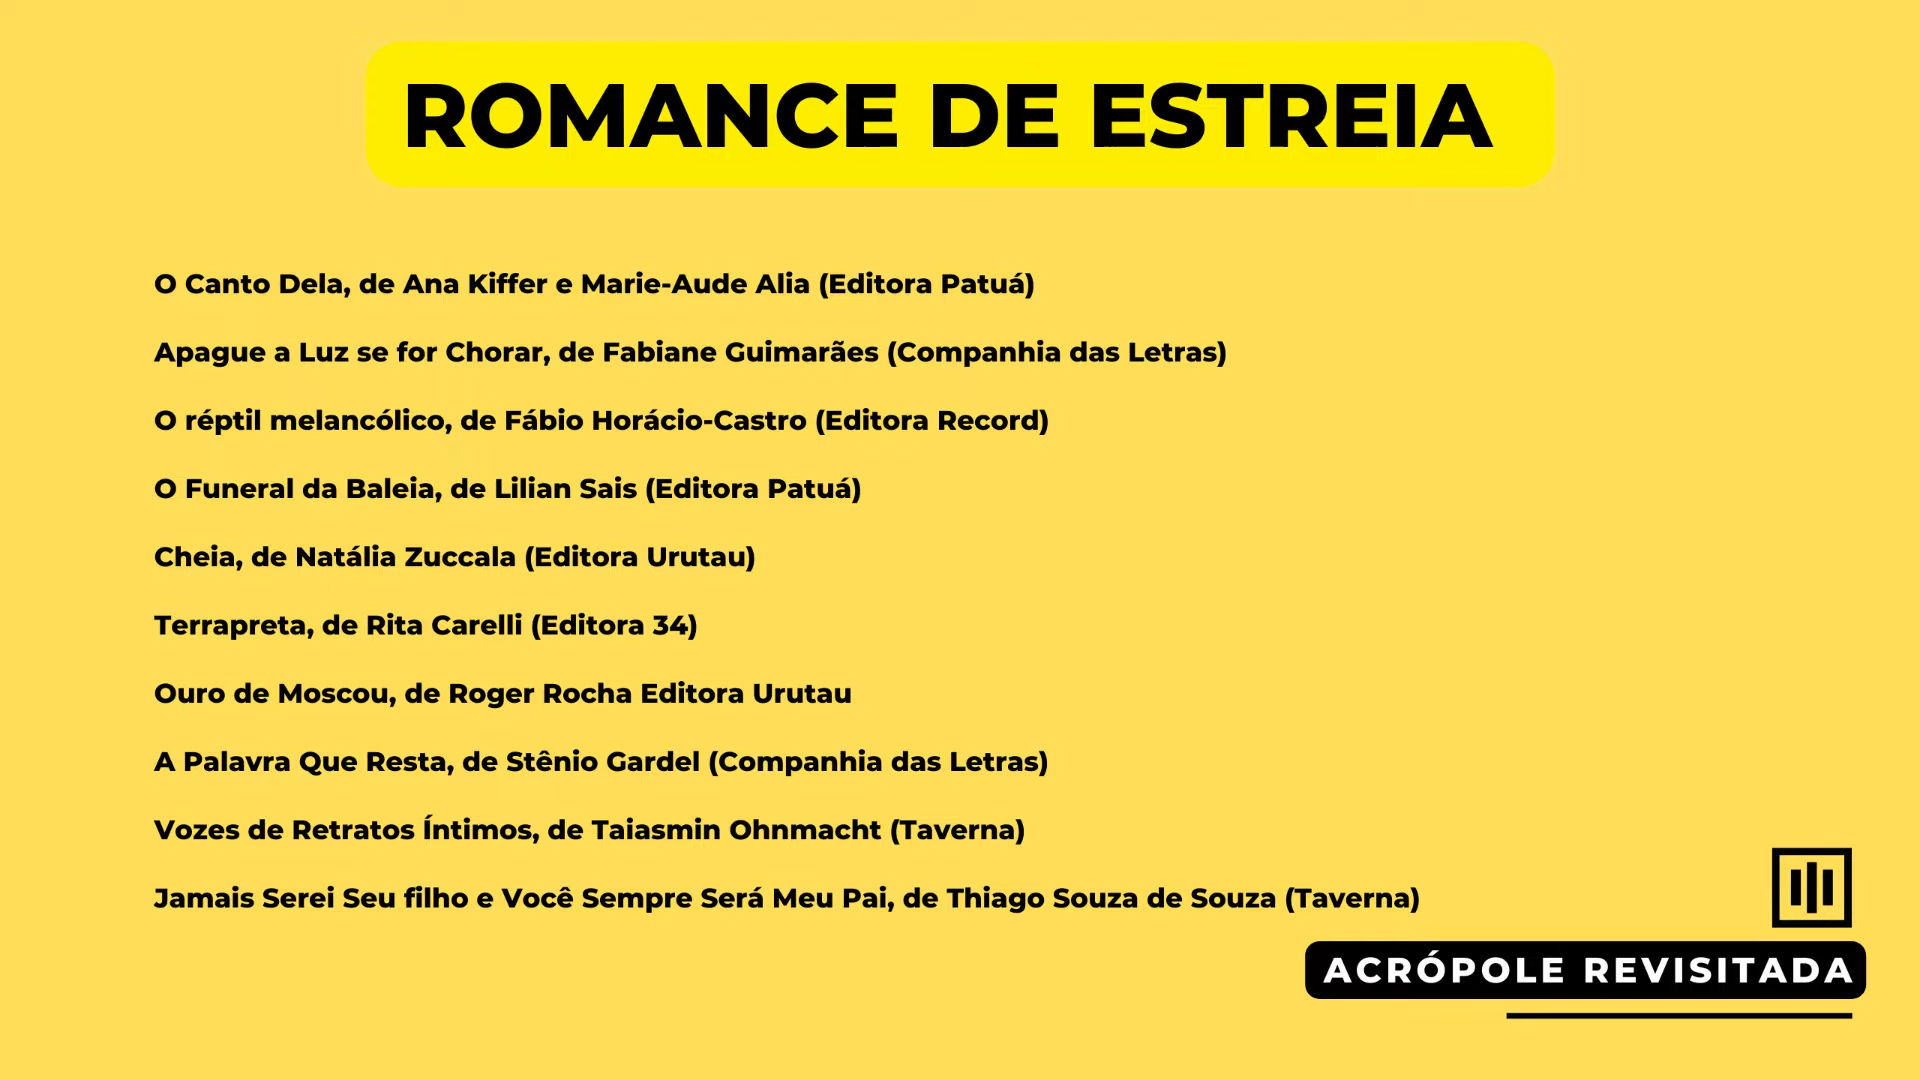 ROMANCE DE ESTREIA
O Canto Dela, de Ana Kiffer e Marie-Aude Alia (Editora Patuá)
Apague a Luz se for Chorar, de Fabiane Guimarães (Companhia das Letras)
O réptil melancólico, de Fábio Horácio-Castro (Editora Record)
O Funeral da Baleia, de Lilian Sais (Editora Patuá)
Cheia, de Natália Zuccala (Editora Urutau)
Terrapreta, de Rita Carelli (Editora 34)
Ouro de Moscou, de Roger Rocha Editora Urutau
A Palavra Que Resta, de Stênio Gardel (Companhia das Letras)
Vozes de Retratos Íntimos, de Taiasmin Ohnmacht (Taverna)
Jamais Serei Seu filho e Você Sempre Será Meu Pai, de Thiago Souza de Souza (Taverna)
ACRÓPOLE REVISITADA